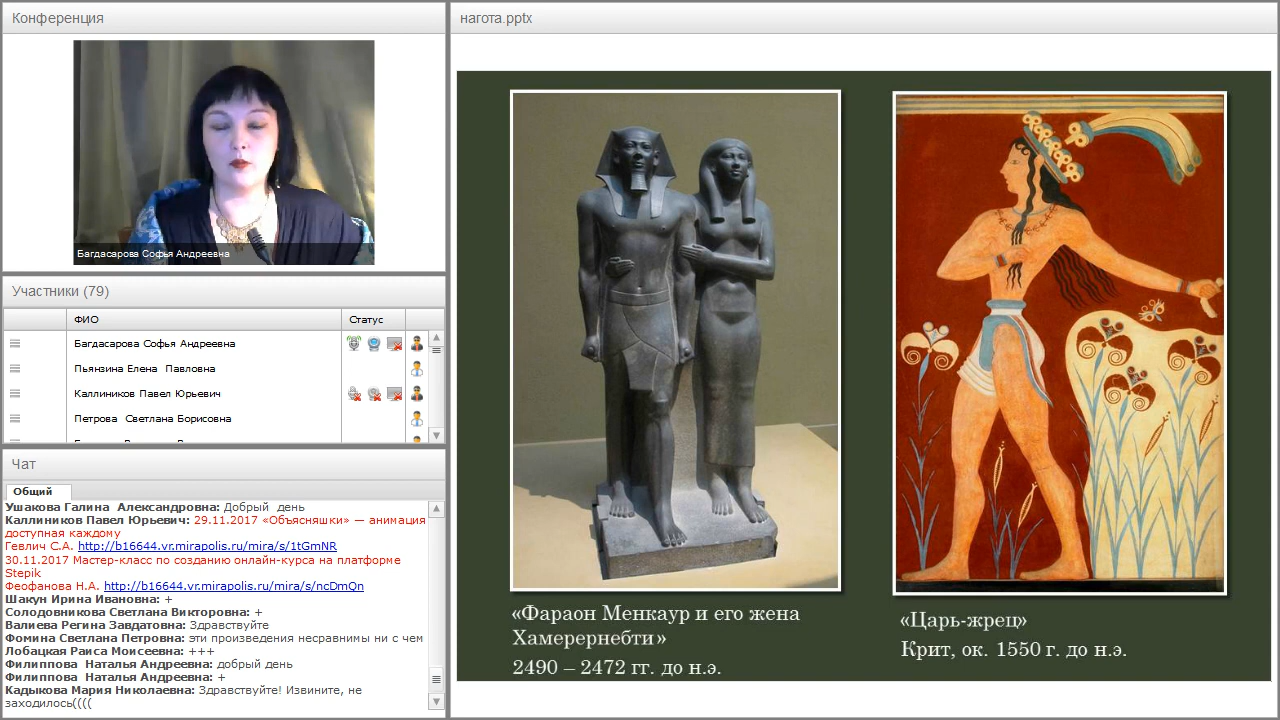 Конференция
Багдасарова Софья Андреевна
Участники (79)
ФИО
Статус
Багдасарова Софья Андреевна
Пьянзина Елена Павловна
Каллиников Павел Юрьевич
Петрова Светлана Борисовна
Чат
Общий
Ушакова Галина Александровна: Добрый день
Каллиников Павел Юрьевич: 29.11.2017 «Объясняшки» — анимация
доступная каждому
Гевлич С.А. http://b16644.vr.mirapolis.ru/mira/s/1tGmNR
30.11.2017 Мастер-класс по созданию онлайн-курса на платформе
Stepik
Феофанова Н.А. http://b16644.vr.mirapolis.ru/mira/s/ncDmQn
Шакун Ирина Ивановна: +
Солодовникова Светлана Викторовна: +
Валиева Регина Завдатовна: Здравствуйте
Фомина Светлана Петровна: эти произведения несравнимы ни с чем
Лобацкая Раиса Моисеевна: +++
Филиппова Наталья Андреевна: добрый день
Филиппова Наталья Андреевна: +
Кадыкова Мария Николаевна: Здравствуйте! Извините, не
заходилось((((
нагота.pptx
«Фараон Менкаур и его жена
Хамерернебти»
2490 – 2472 гг. до н.э.
«Царь-жрец»
Крит, ок. 1550 г. до н.э.